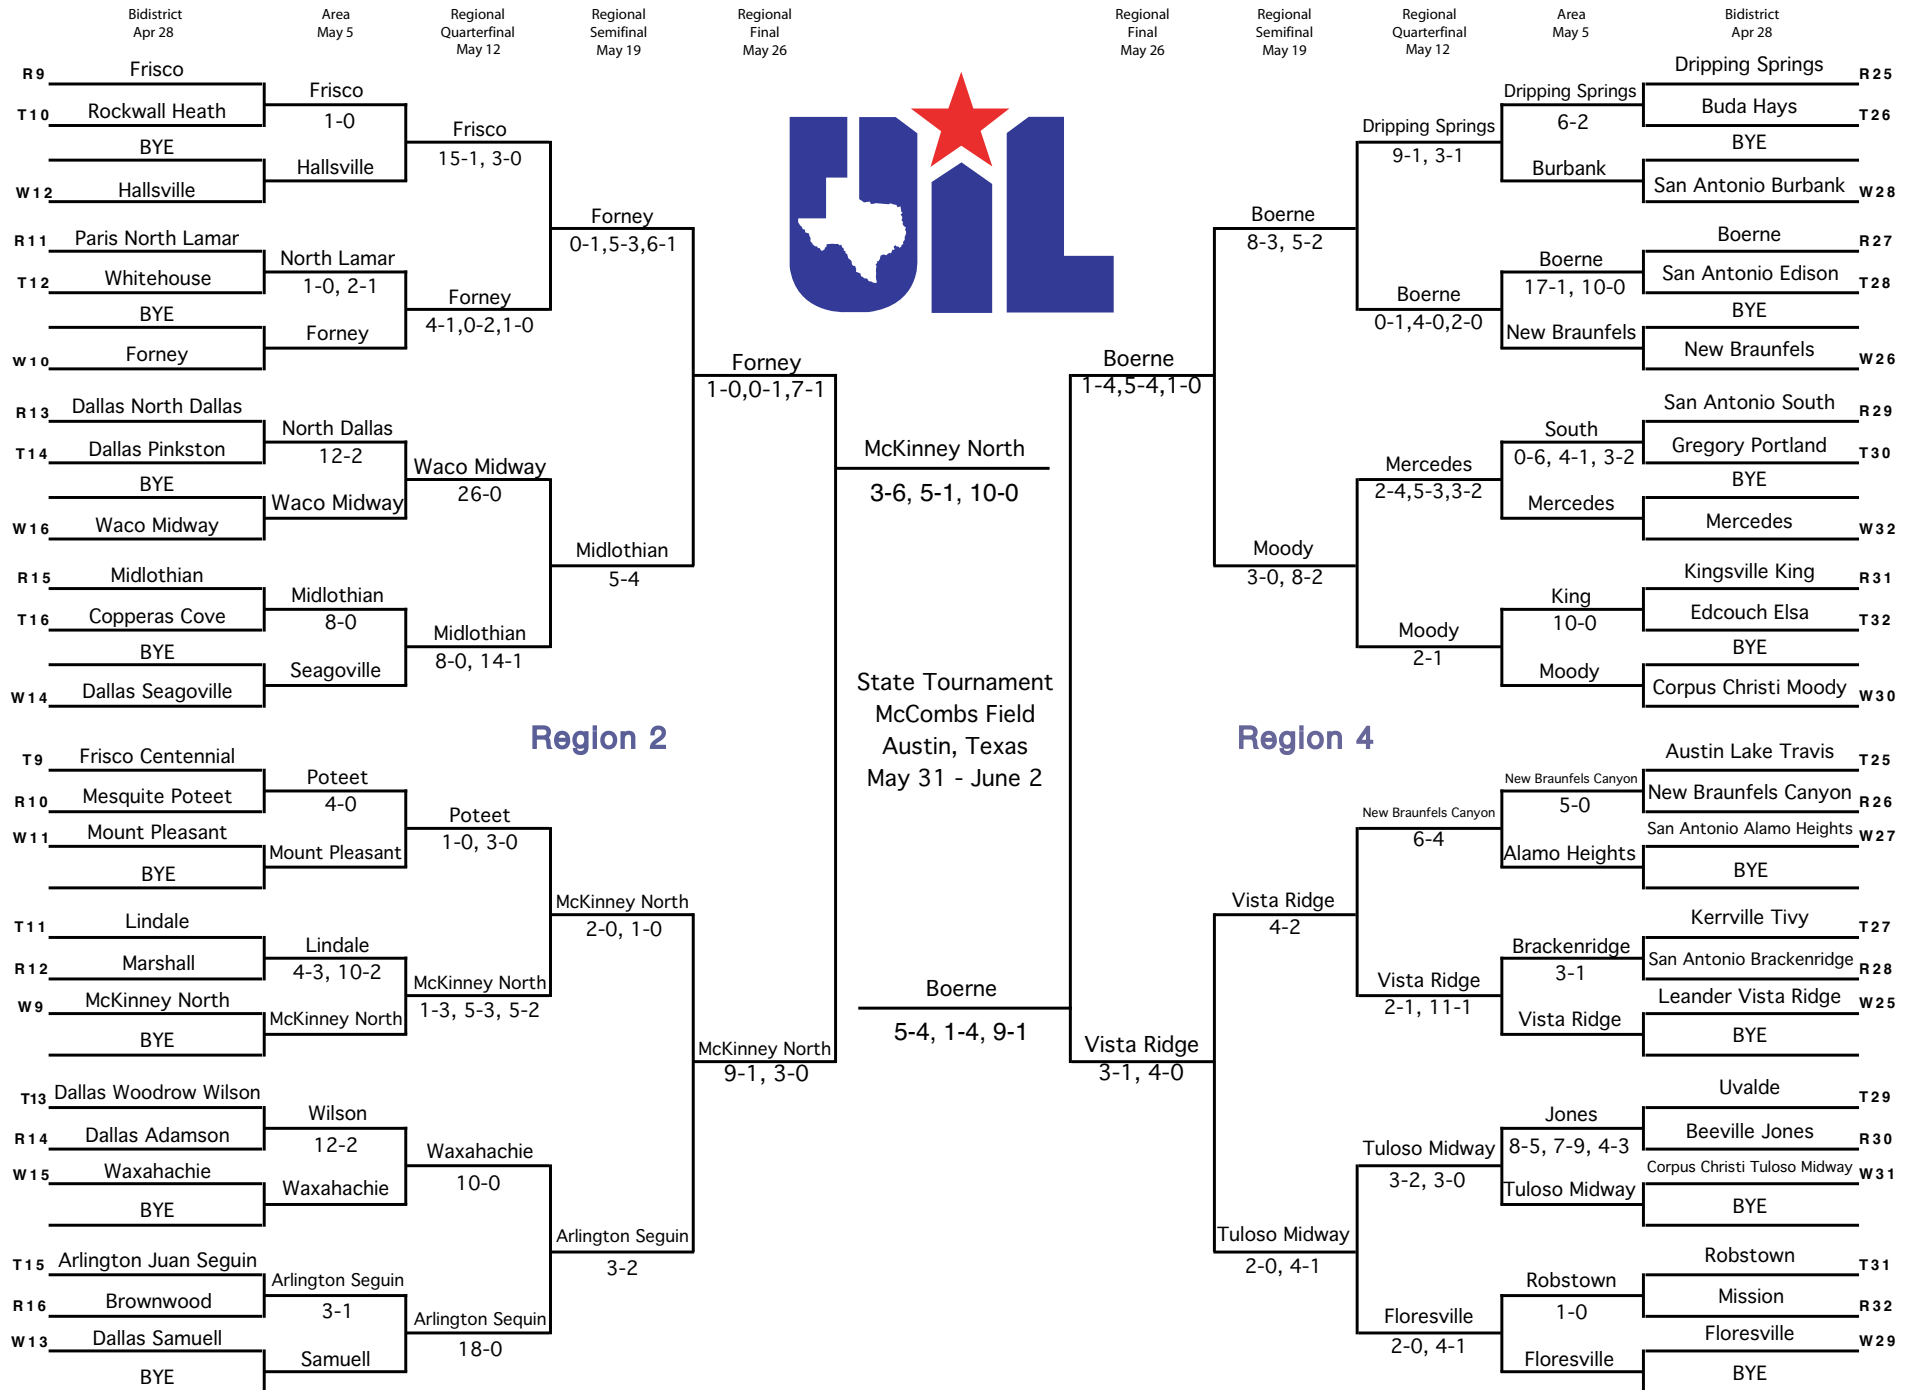 Bidistrict
Apr 28
Area
May 5
Regional
Quarterfinal
May 12
Regional
Semifinal
May 19
Regional
Final
May 26
Regional
Final
May 26
Regional
Semifinal
May 19
Regional
Quarterfinal
May 12
Area
May 5
Bidistrict
Apr 28
R9
Frisco
T10
Rockwall Heath
BYE
W12
Hallsville
R11
Paris North Lamar
T12
Whitehouse
BYE
W10
Forney
R13
Dallas North Dallas
T14
Dallas Pinkston
BYE
W16
Waco Midway
R15
Midlothian
T16
Copperas Cove
BYE
W14
Dallas Seagoville
T9
Frisco Centennial
R10
Mesquite Poteet
W11
Mount Pleasant
BYE
T11
Lindale
R12
Marshall
W9
McKinney North
BYE
T13
Dallas Woodrow Wilson
R14
Dallas Adamson
W15
Waxahachie
BYE
T15
Arlington Juan Seguin
R16
Brownwood
W13
Dallas Samuell
BYE
Frisco
1-0
Hallsville
North Lamar
1-0, 2-1
Forney
North Dallas
12-2
Waco Midway
Midlothian
8-0
Seagoville
Poteet
4-0
Mount Pleasant
Lindale
4-3, 10-2
McKinney North
Wilson
12-2
Waxahachie
Arlington Seguin
3-1
Samuell
Frisco
15-1, 3-0
Forney
4-1,0-2,1-0
Waco Midway
26-0
Midlothian
8-0, 14-1
Poteet
1-0, 3-0
McKinney North
1-3, 5-3, 5-2
Waxahachie
10-0
Arlington Sequin
18-0
Forney
0-1,5-3,6-1
Midlothian
5-4
Region 2
McKinney North
2-0, 1-0
Arlington Seguin
3-2
Forney
1-0,0-1,7-1
McKinney North
9-1, 3-0
UIL
McKinney North
3-6, 5-1, 10-0
State Tournament
McCombs Field
Austin, Texas
May 31 - June 2
Boerne
5-4, 1-4, 9-1
Boerne
1-4,5-4,1-0
Vista Ridge
3-1, 4-0
Boerne
8-3, 5-2
Moody
3-0, 8-2
Region 4
Vista Ridge
4-2
Tuloso Midway
2-0, 4-1
Dripping Springs
9-1, 3-1
Boerne
0-1,4-0,2-0
Mercedes
2-4,5-3,3-2
Moody
2-1
New Braunfels Canyon
6-4
Vista Ridge
2-1, 11-1
Tuloso Midway
3-2, 3-0
Floresville
2-0, 4-1
Dripping Springs
6-2
Burbank
Boerne
17-1, 10-0
New Braunfels
South
0-6, 4-1, 3-2
Mercedes
King
10-0
Moody
New Braunfels Canyon
5-0
Alamo Heights
Brackenridge
3-1
Vista Ridge
Jones
8-5, 7-9, 4-3
Tuloso Midway
Robstown
1-0
Floresville
Dripping Springs
R25
Buda Hays
T26
BYE
San Antonio Burbank
W28
Boerne
R27
San Antonio Edison
T28
BYE
New Braunfels
W26
San Antonio South
R29
Gregory Portland
T30
BYE
Mercedes
W32
Kingsville King
R31
Edcouch Elsa
T32
BYE
Corpus Christi Moody
W30
Austin Lake Travis
T25
New Braunfels Canyon
R26
San Antonio Alamo Heights
W27
BYE
Kerrville Tivy
T27
San Antonio Brackenridge
R28
Leander Vista Ridge
W25
BYE
Uvalde
T29
Beeville Jones
R30
Corpus Christi Tuloso Midway
W31
BYE
Robstown
T31
Mission
R32
Floresville
W29
BYE